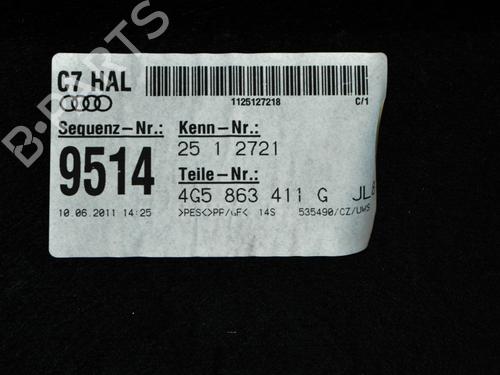 C7 HAL
1125127218 C/1
Sequenz-Nr.: Kenn-Nr.:
25 1 2721
9514
Teile-Nr.:
4G5 863 411 G JL8
10.06.2011 14:25 >PES<>PP/GF< 14S 535490/CZ/UWS
B-PARTS